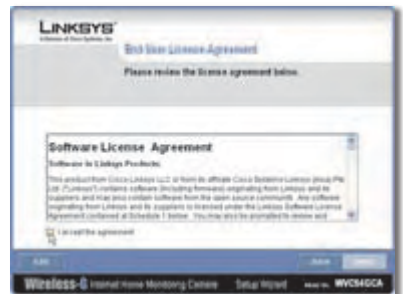 LINKSYS
A Division of Cisco Systems, Inc.
End User License Agreement
Please review the license agreement below.
Software License Agreement
Software in Linksys Products:
This product from Cisco-Linksys LLC or from its affiliate Cisco Systems-Linksys (Asia) Pte
Ltd. ("Linksys") contains software (including firmware) originating from Linksys and its
suppliers and may also contain software from the open source community. Any software
originating from Linksys and its suppliers is licensed under the Linksys Software License
Agreement contained at Schedule 1 below. You may also be prompted to review and
I accept the agreement
Exit
Wireless-G Internet Home Monitoring Camera Setup Wizard Model No. WVC54GCA